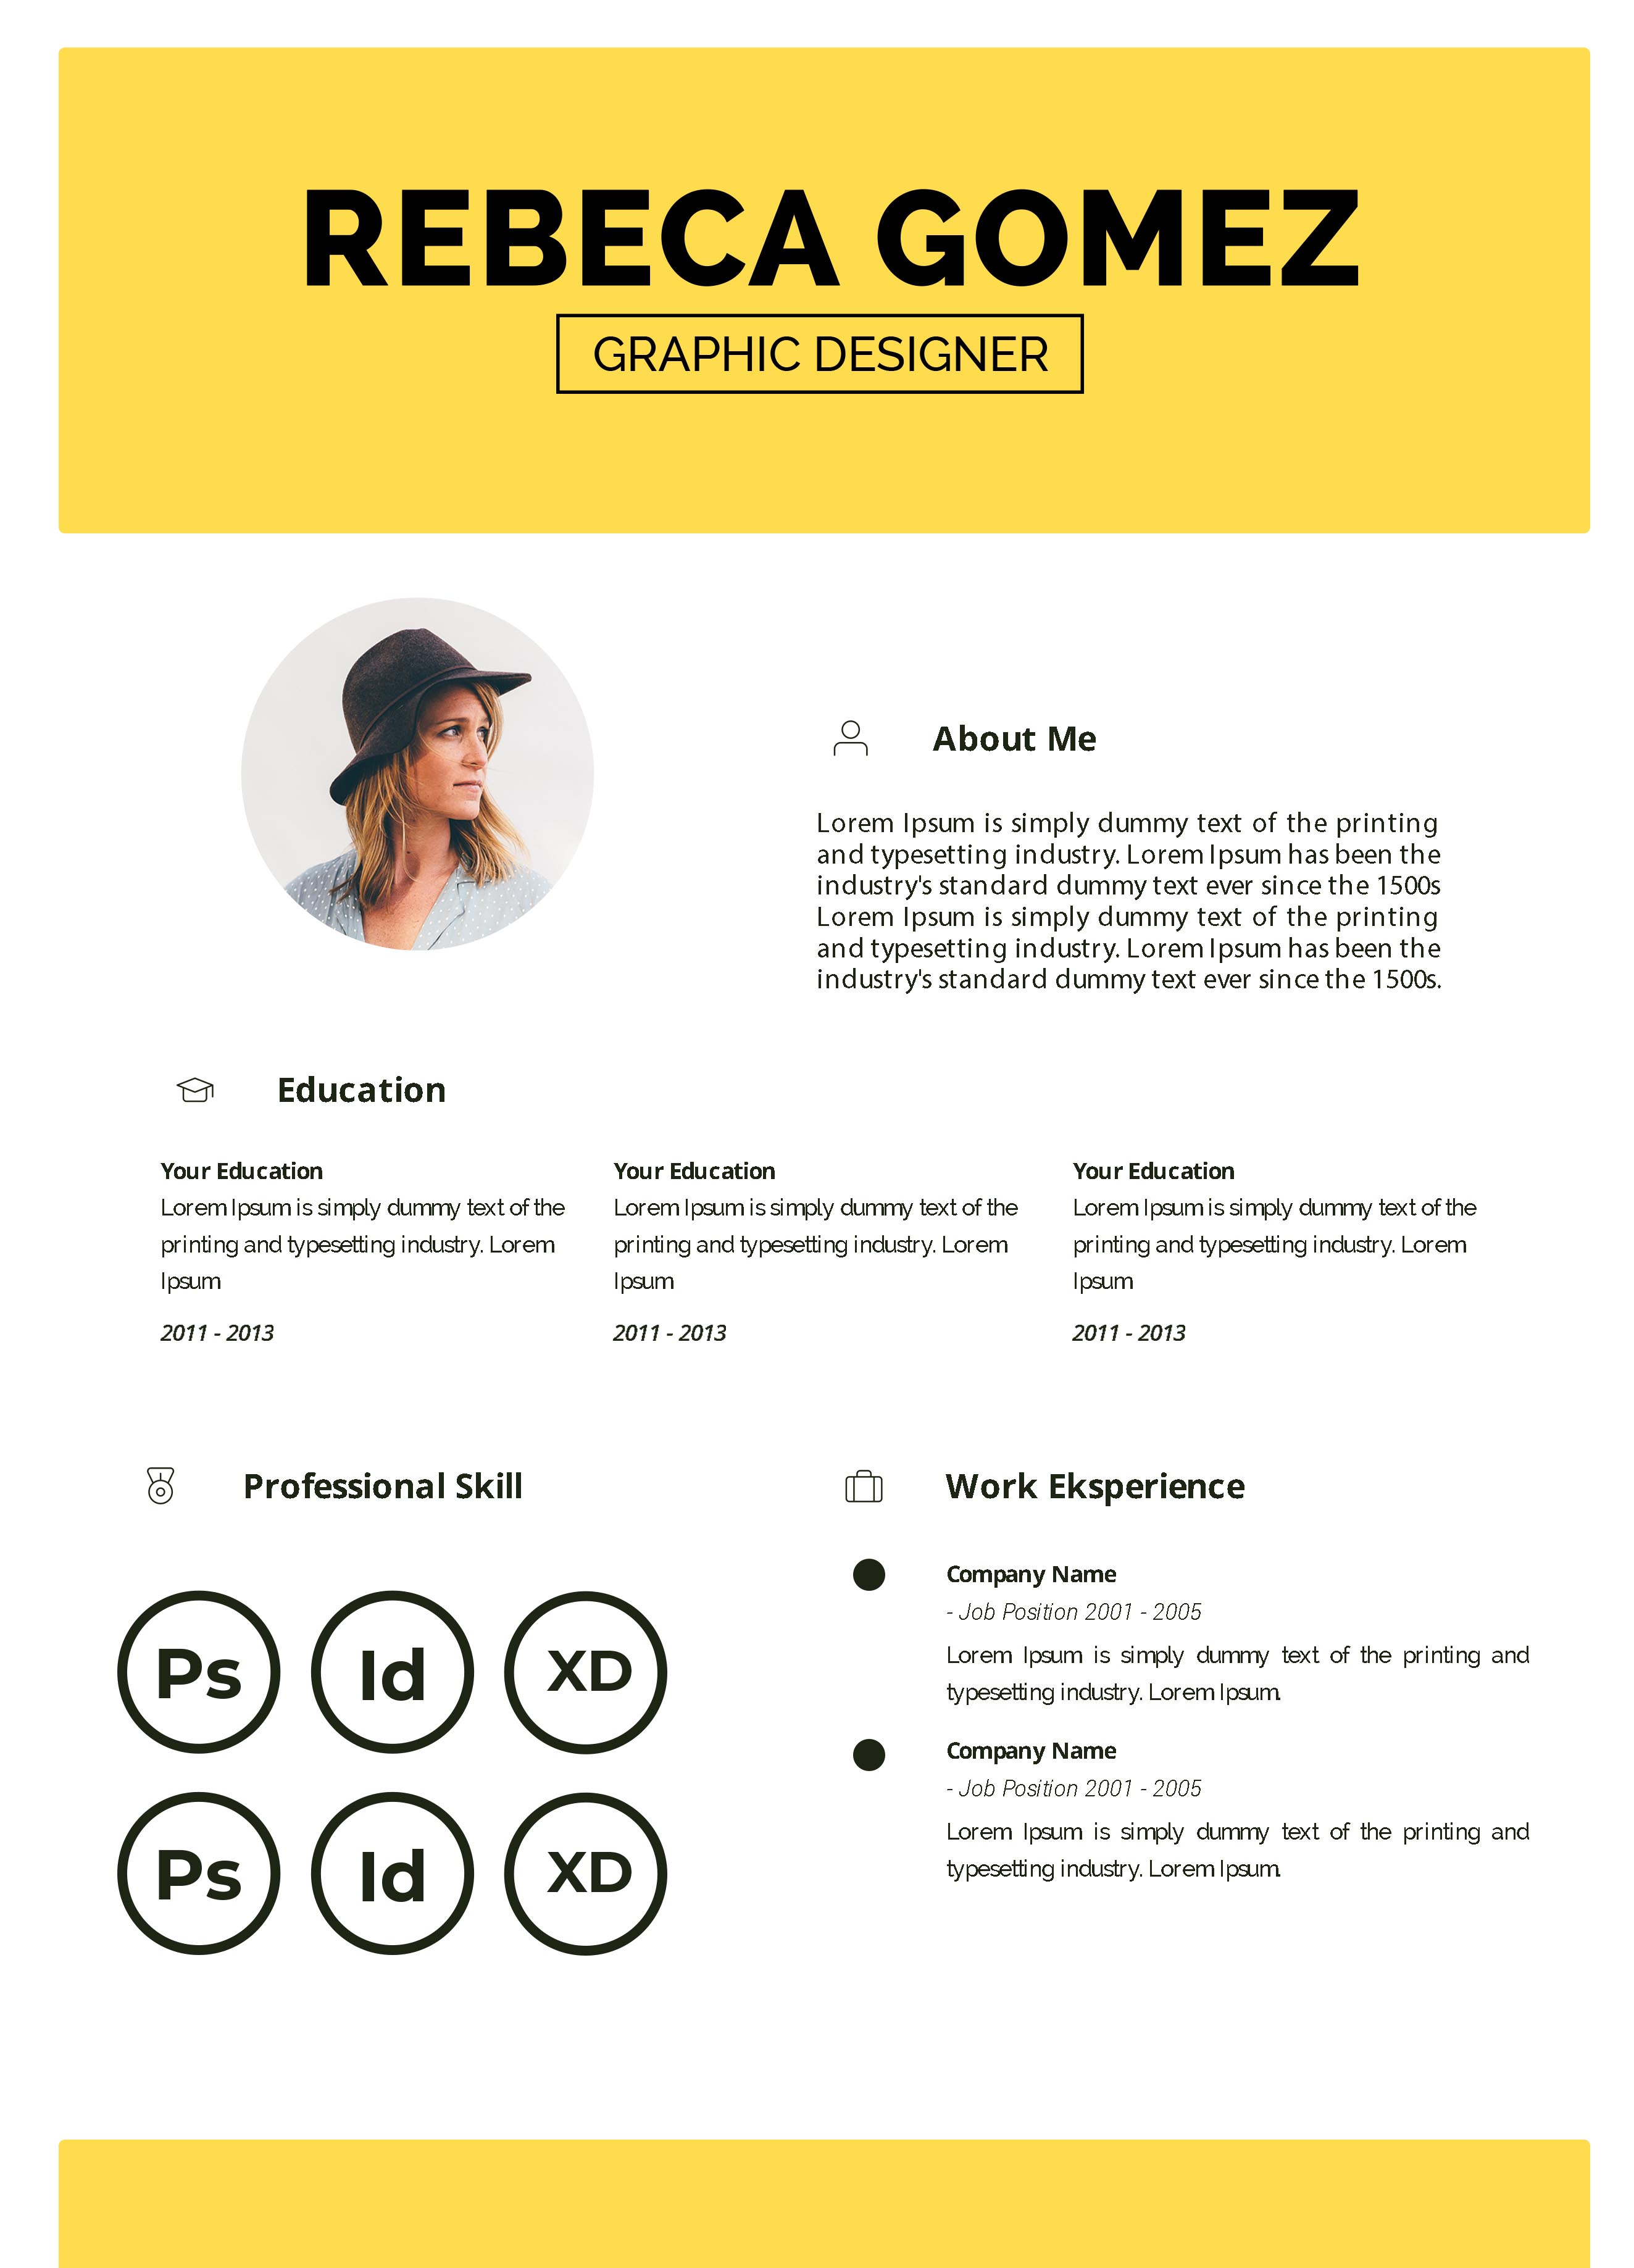 REBECA GOMEZ
GRAPHIC DESIGNER
About Me
Lorem Ipsum is simply dummy text of the printing
and typesetting industry. Lorem Ipsum has been the
industry's standard dummy text ever since the 1500s
Lorem Ipsum is simply dummy text of the printing
and typesetting industry. Lorem Ipsum has been the
industry's standard dummy text ever since the 1500s.
Education
Your Education
Lorem Ipsum is simply dummy text of the
printing and typesetting industry. Lorem
Ipsum
2011 - 2013
Your Education
Lorem Ipsum is simply dummy text of the
printing and typesetting industry. Lorem
Ipsum
2011 - 2013
Your Education
Lorem Ipsum is simply dummy text of the
printing and typesetting industry. Lorem
Ipsum
2011 - 2013
Professional Skill
Ps
Id
XD
Ps
Id
XD
Work Eksperience
Company Name
- Job Position 2001 - 2005
Lorem Ipsum is simply dummy text of the printing and
typesetting industry. Lorem Ipsum.
Company Name
- Job Position 2001 - 2005
Lorem Ipsum is simply dummy text of the printing and
typesetting industry. Lorem Ipsum.